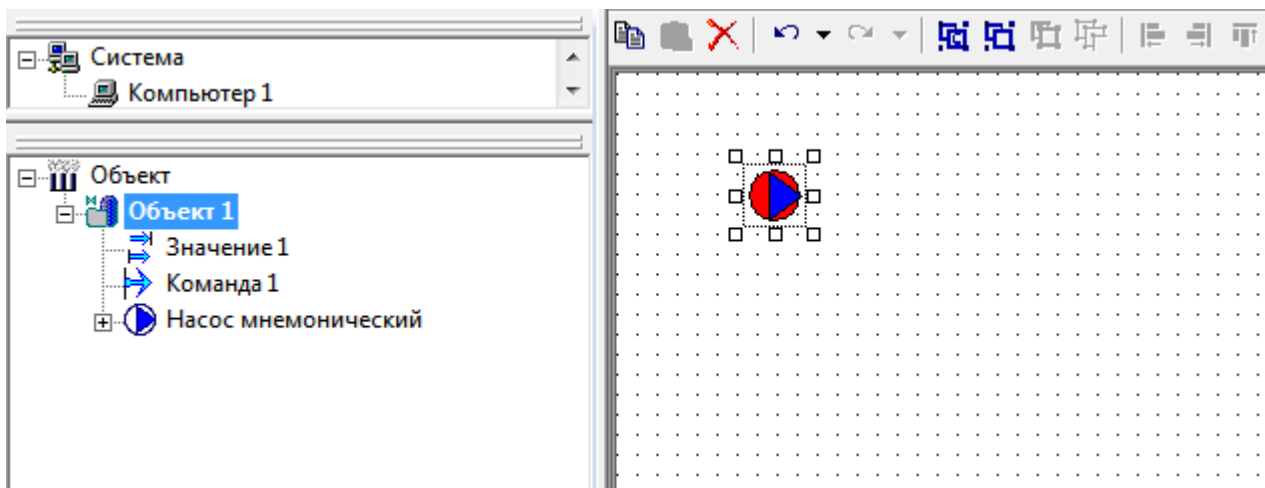 Система
Компьютер 1
Объект
Объект 1
Значение 1
Команда 1
Насос мнемонический